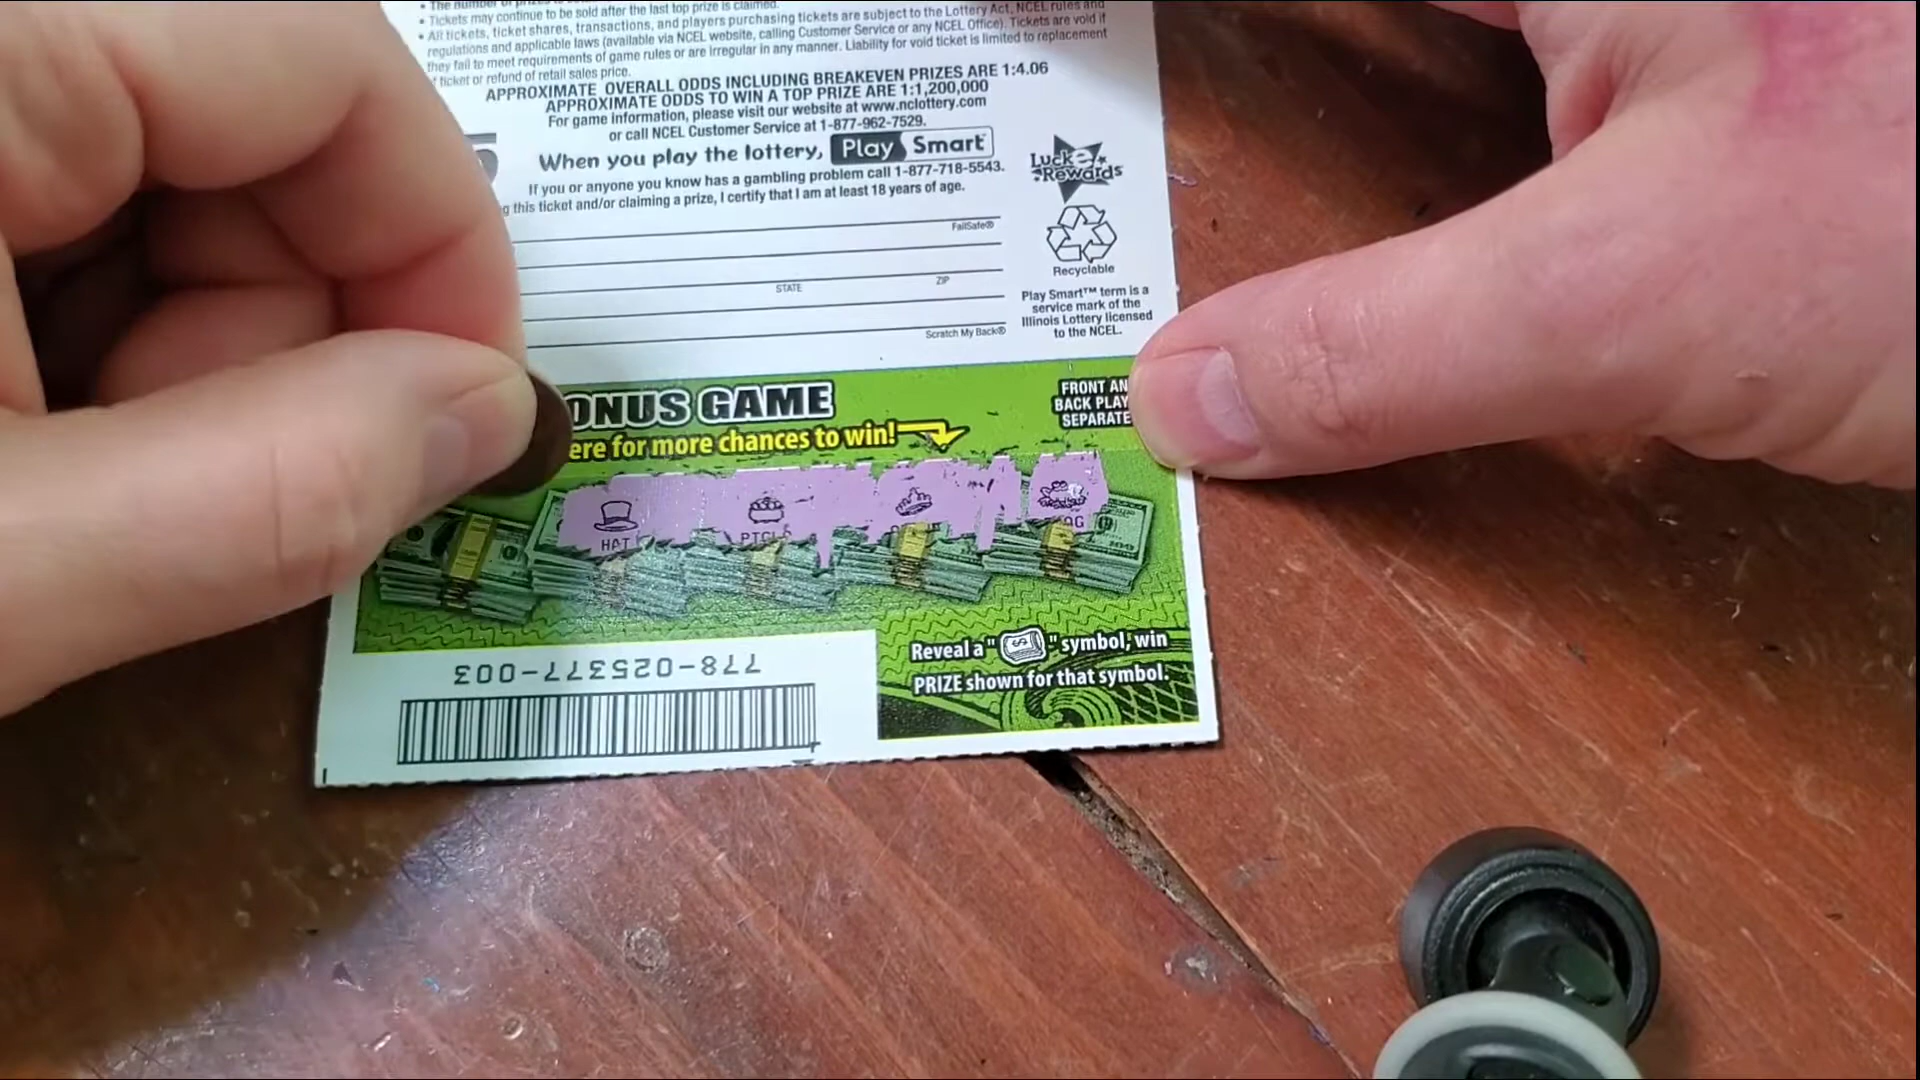 • The number of prizes
• Tickets may continue to be sold after the last top prize is claimed.
• All tickets, ticket shares, transactions, and players purchasing tickets are subject to the Lottery Act, NCEL rules and
regulations and applicable laws (available via NCEL website, calling Customer Service or any NCEL Office). Tickets are void if
they fail to meet requirements of game rules or are irregular in any manner. Liability for void ticket is limited to replacement
f ticket or refund of retail sales price.
APPROXIMATE OVERALL ODDS INCLUDING BREAKEVEN PRIZES ARE 1:4.06
APPROXIMATE ODDS TO WIN A TOP PRIZE ARE 1:1,200,000
For game information, please visit our website at www.nclottery.com
or call NCEL Customer Service at 1-877-962-7529.
When you play the lottery, Play Smart
If you or anyone you know has a gambling problem call 1-877-718-5543.
g this ticket and/or claiming a prize, I certify that I am at least 18 years of age.
Luck-e
Rewards
FailSafe®
Recyclable
STATE ZIP
Play Smart™ term is a
service mark of the
Illinois Lottery licensed
to the NCEL.
Scratch My Back®
ONUS GAME
ere for more chances to win!
FRONT AN
BACK PLAY
SEPARATE
HAT
PTGLD
OG
Reveal a " $ " symbol, win
PRIZE shown for that symbol.
778-025377-003